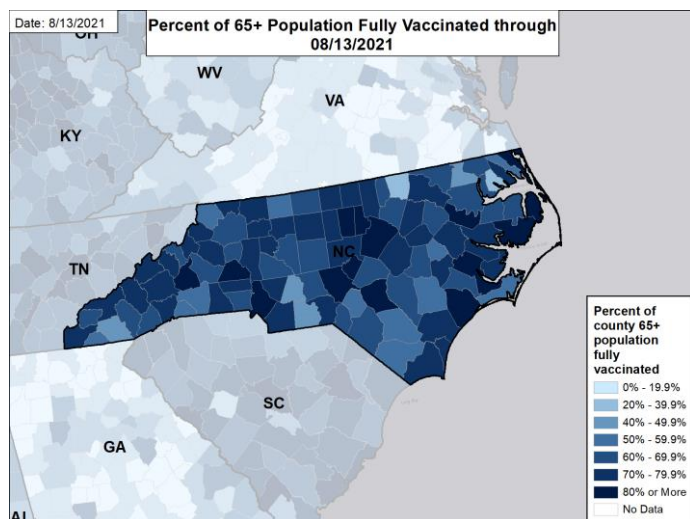 Date: 8/13/2021
Percent of 65+ Population Fully Vaccinated through
08/13/2021
OH
WV
VA
KY
TN
NC
SC
GA
AL
Percent of
county 65+
population
fully
vaccinated
0% - 19.9%
20% - 39.9%
40% - 49.9%
50% - 59.9%
60% - 69.9%
70% - 79.9%
80% or More
No Data